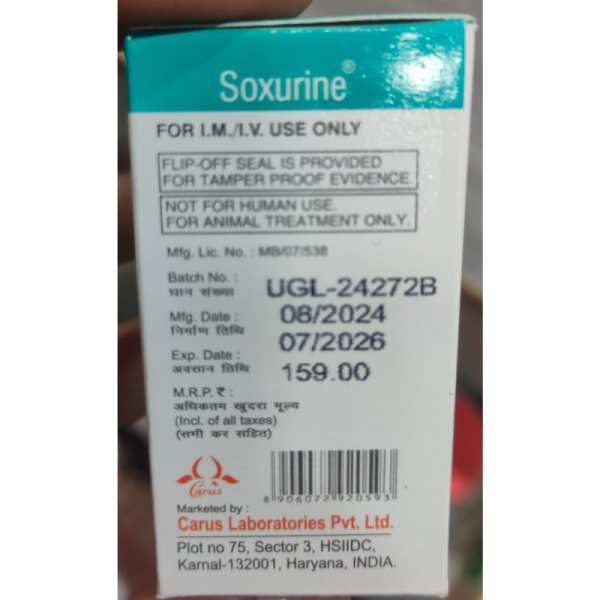 Soxurine®
FOR I.M./I.V. USE ONLY
FLIP-OFF SEAL IS PROVIDED
FOR TAMPER PROOF EVIDENCE.
NOT FOR HUMAN USE.
FOR ANIMAL TREATMENT ONLY.
Mfg. Lic. No. : MB/07/538
Batch No. : UGL-24272B
घान संख्या
Mfg. Date : 08/2024
निर्माण तिथि
Exp. Date : 07/2026
अवसान तिथि
M.R.P. ₹ : 159.00
अधिकतम खुदरा मूल्य
(Incl. of all taxes)
(सभी कर सहित)
Carus
8 906072 920593
Marketed by :
Carus Laboratories Pvt. Ltd.
Plot no 75, Sector 3, HSIIDC,
Karnal-132001, Haryana, INDIA.